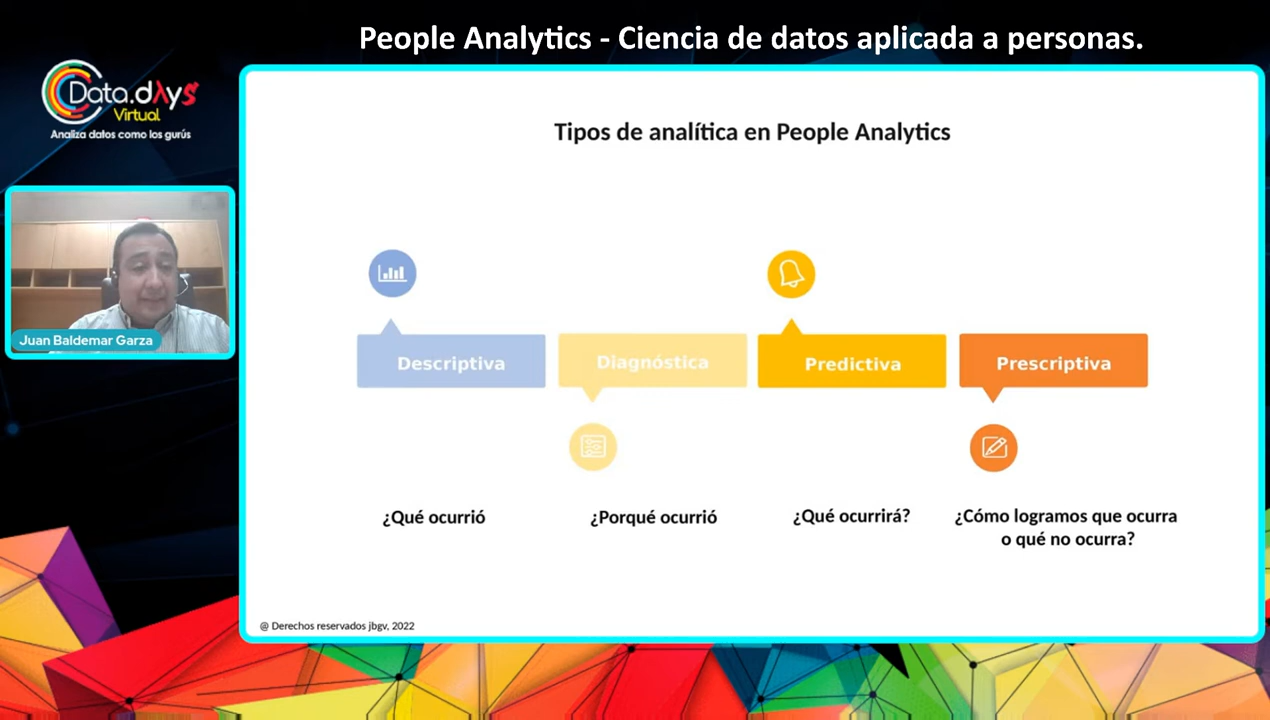 People Analytics - Ciencia de datos aplicada a personas.
Data.dAys
Virtual
Analiza datos como los gurús
Juan Baldemar Garza
Tipos de analítica en People Analytics
Descriptiva
Diagnóstica
Predictiva
Prescriptiva
¿Qué ocurrió
¿Porqué ocurrió
¿Qué ocurrirá?
¿Cómo logramos que ocurra
o qué no ocurra?
@ Derechos reservados jbgv, 2022